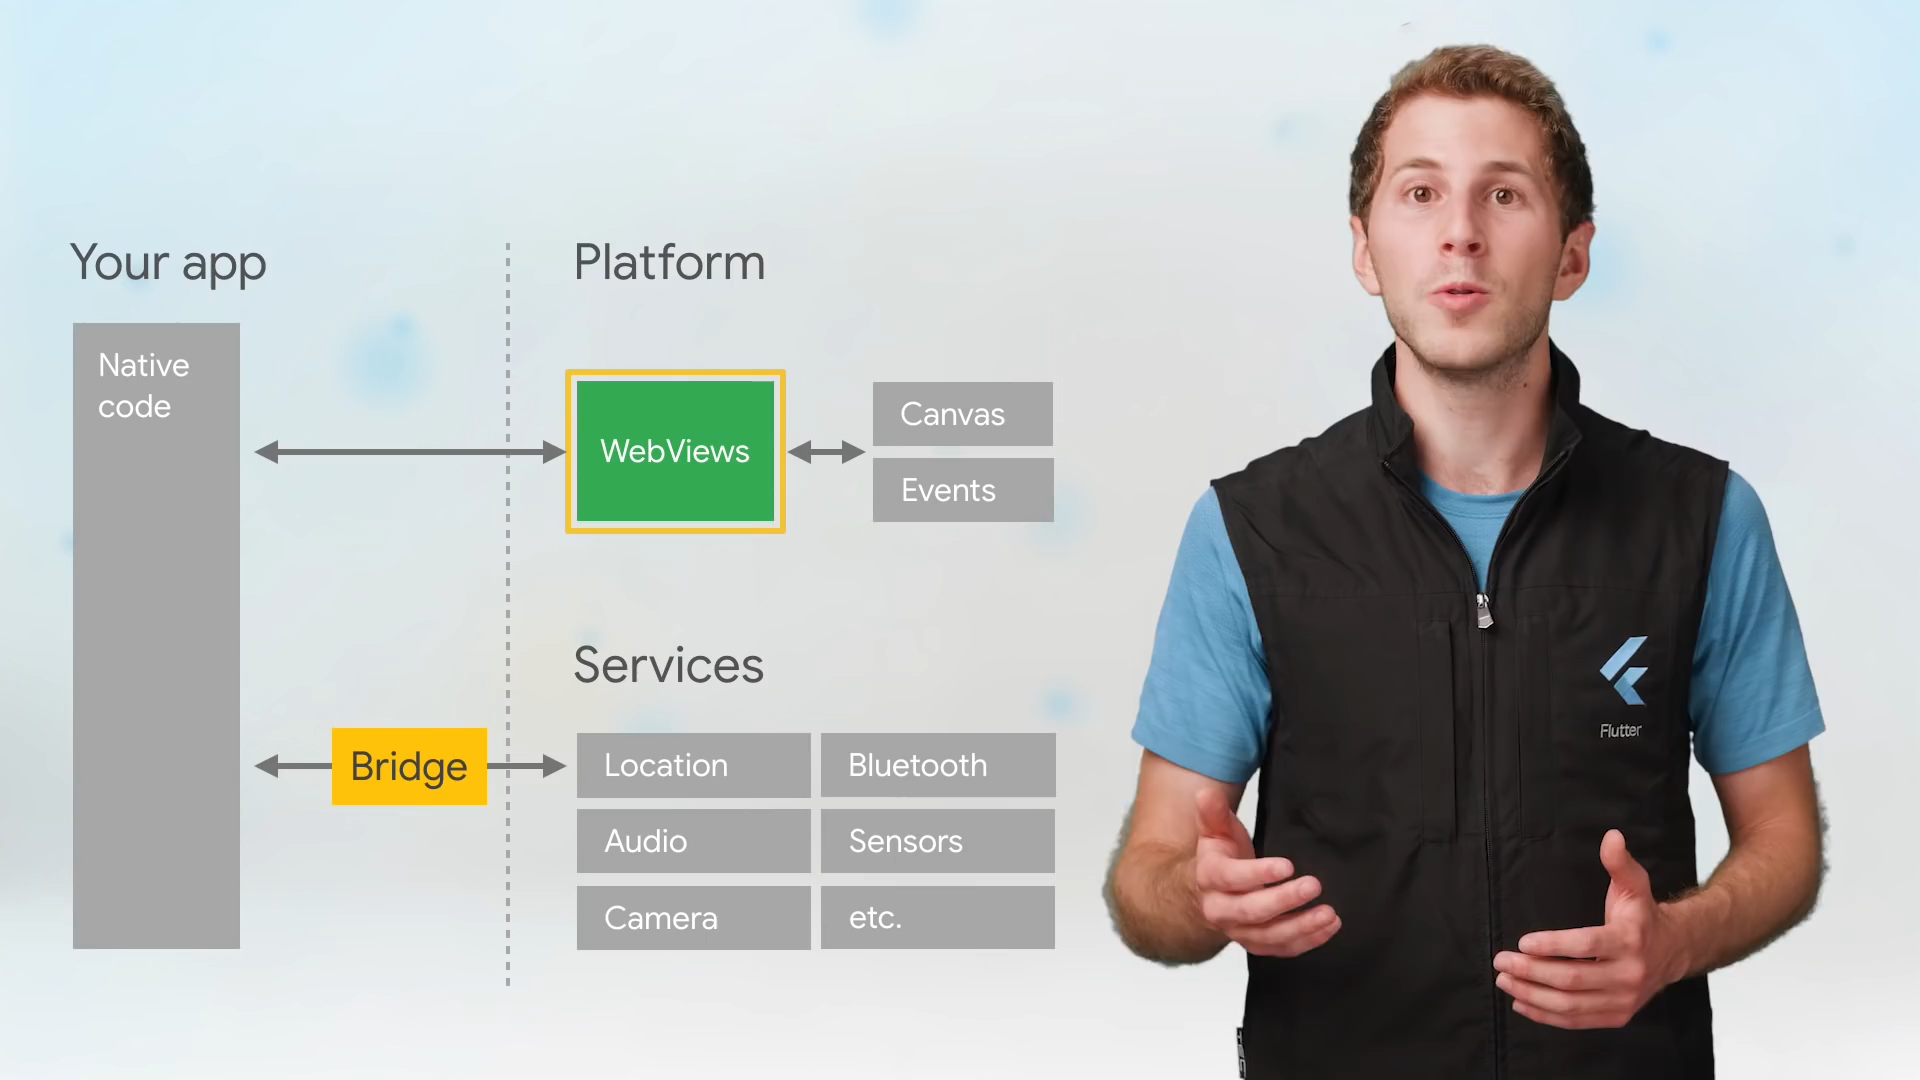 Your app
Platform
Native
code
WebViews
Canvas
Events
Services
Bridge
Location
Bluetooth
Audio
Sensors
Camera
etc.
Flutter